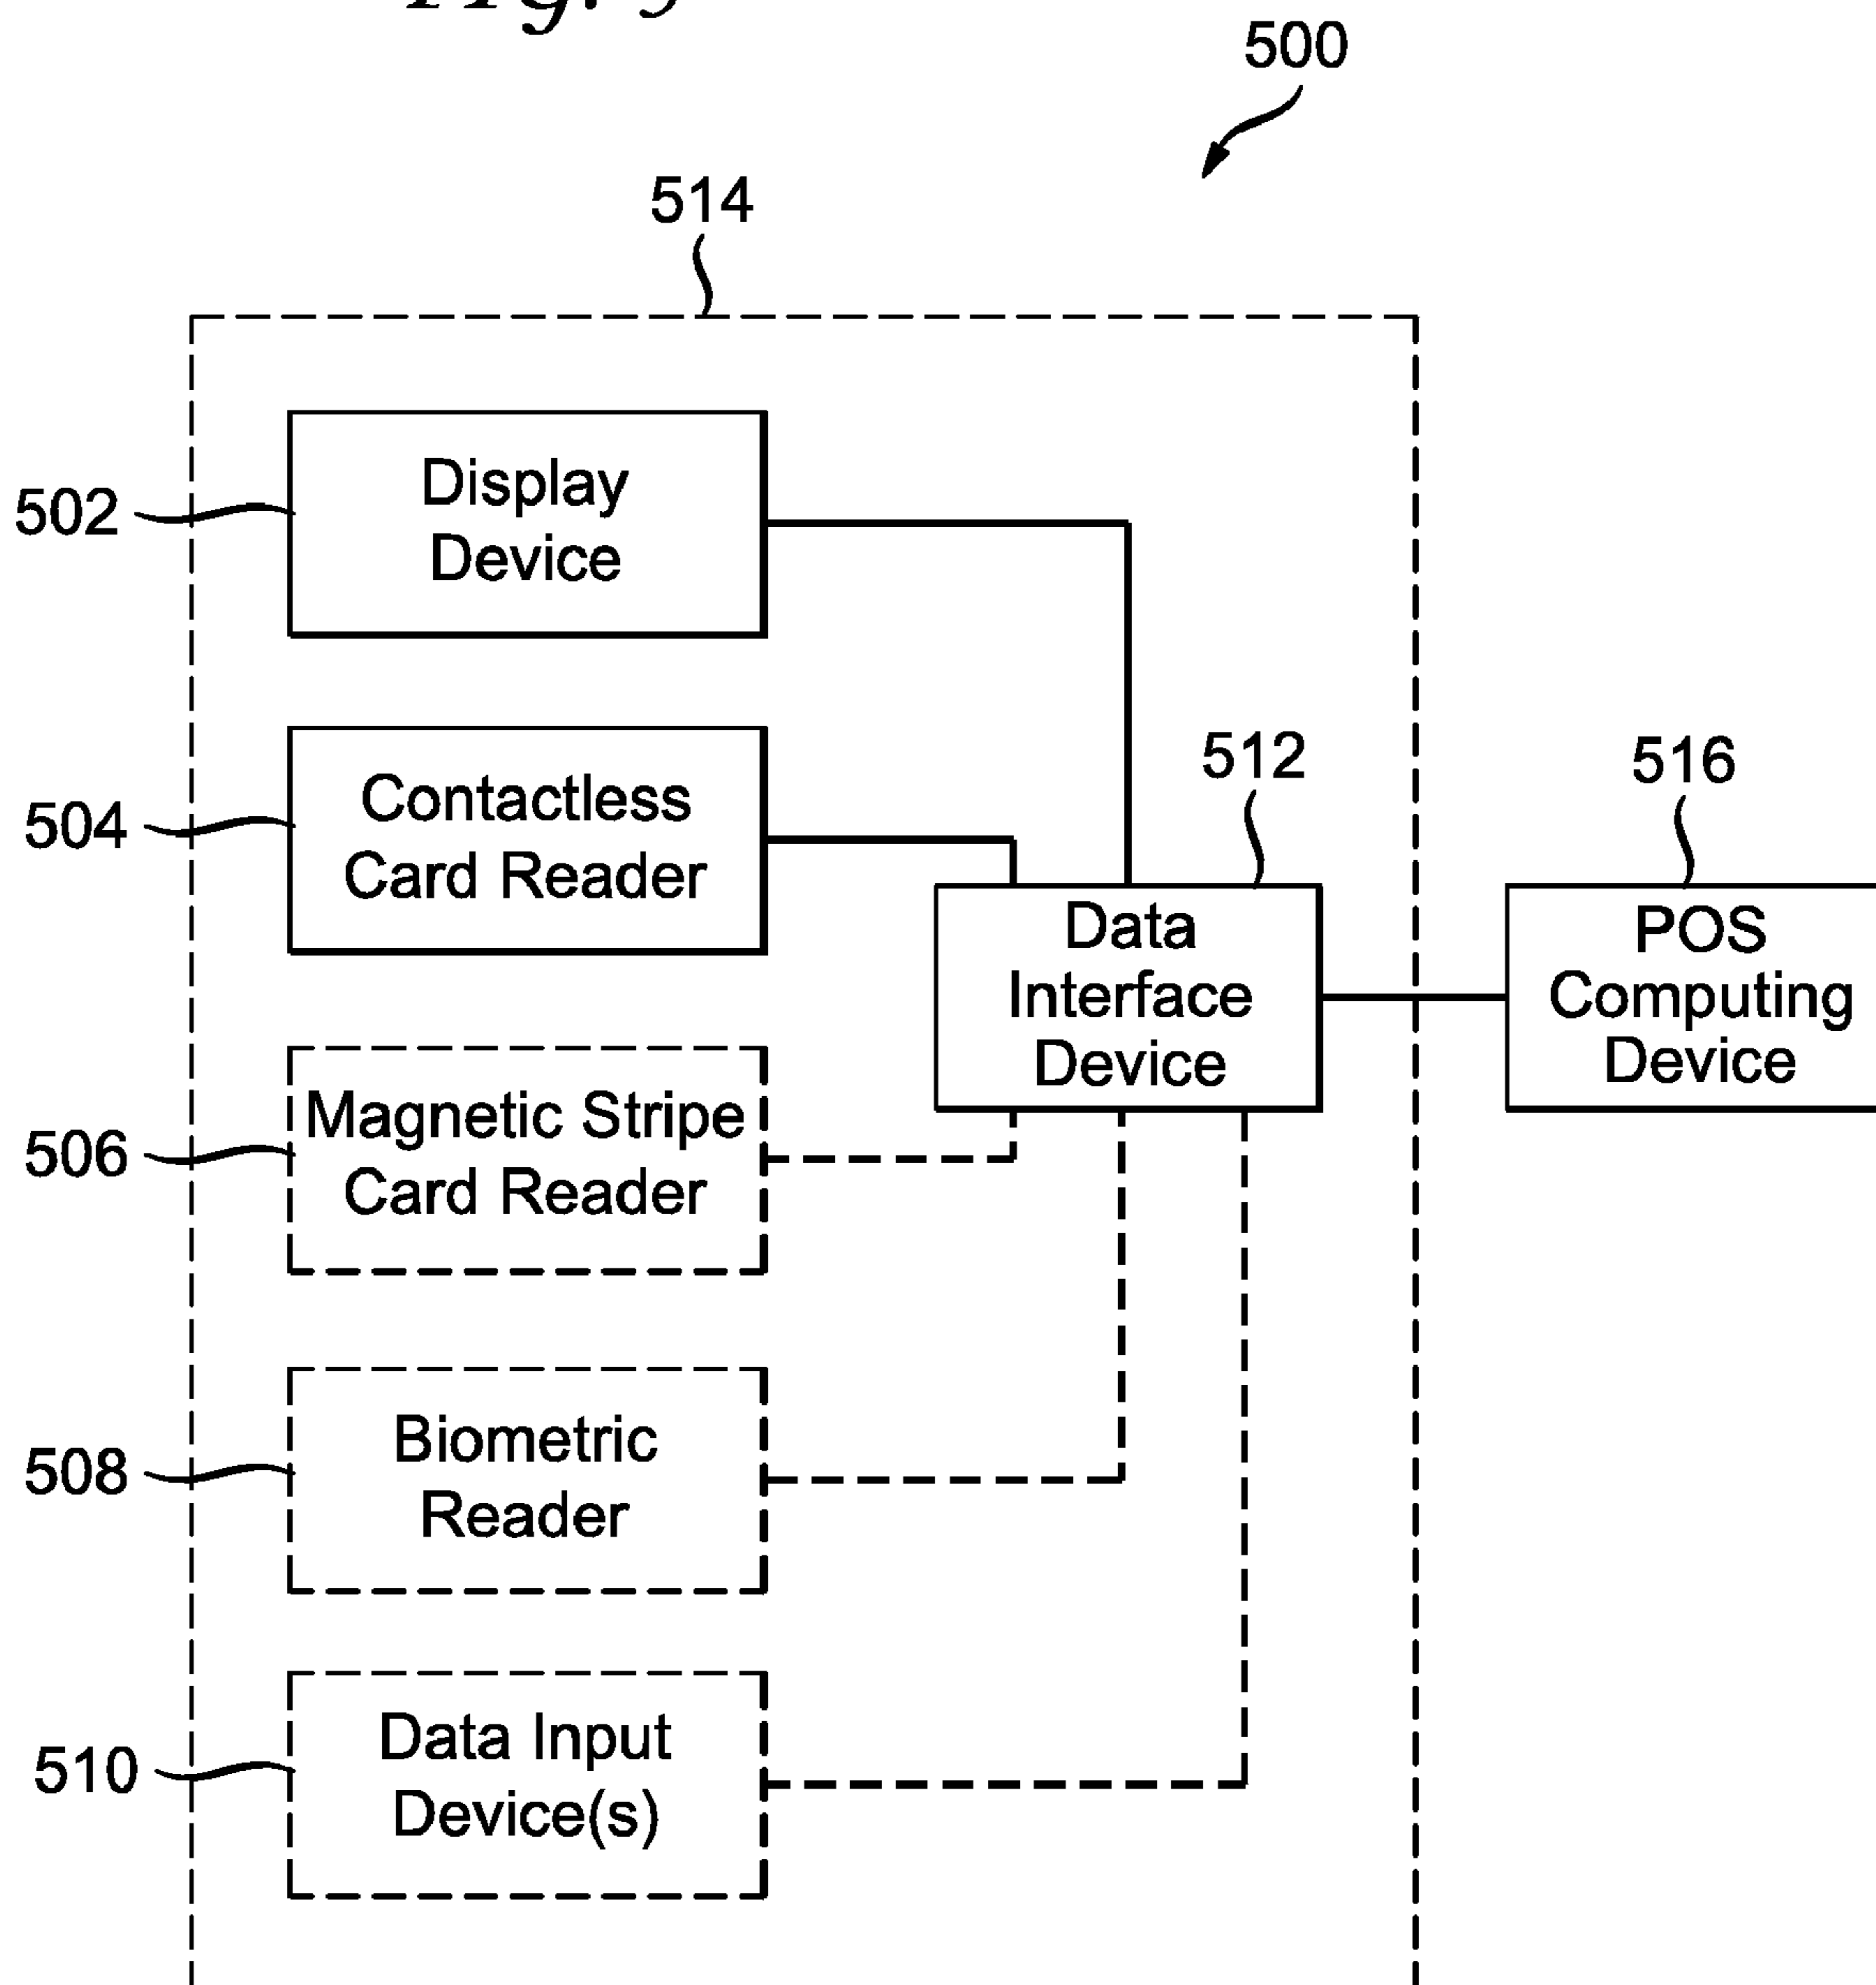 500
514
502
Display
Device
504
Contactless
Card Reader
512
516
Data
Interface
Device
POS
Computing
Device
506
Magnetic Stripe
Card Reader
508
Biometric
Reader
510
Data Input
Device(s)